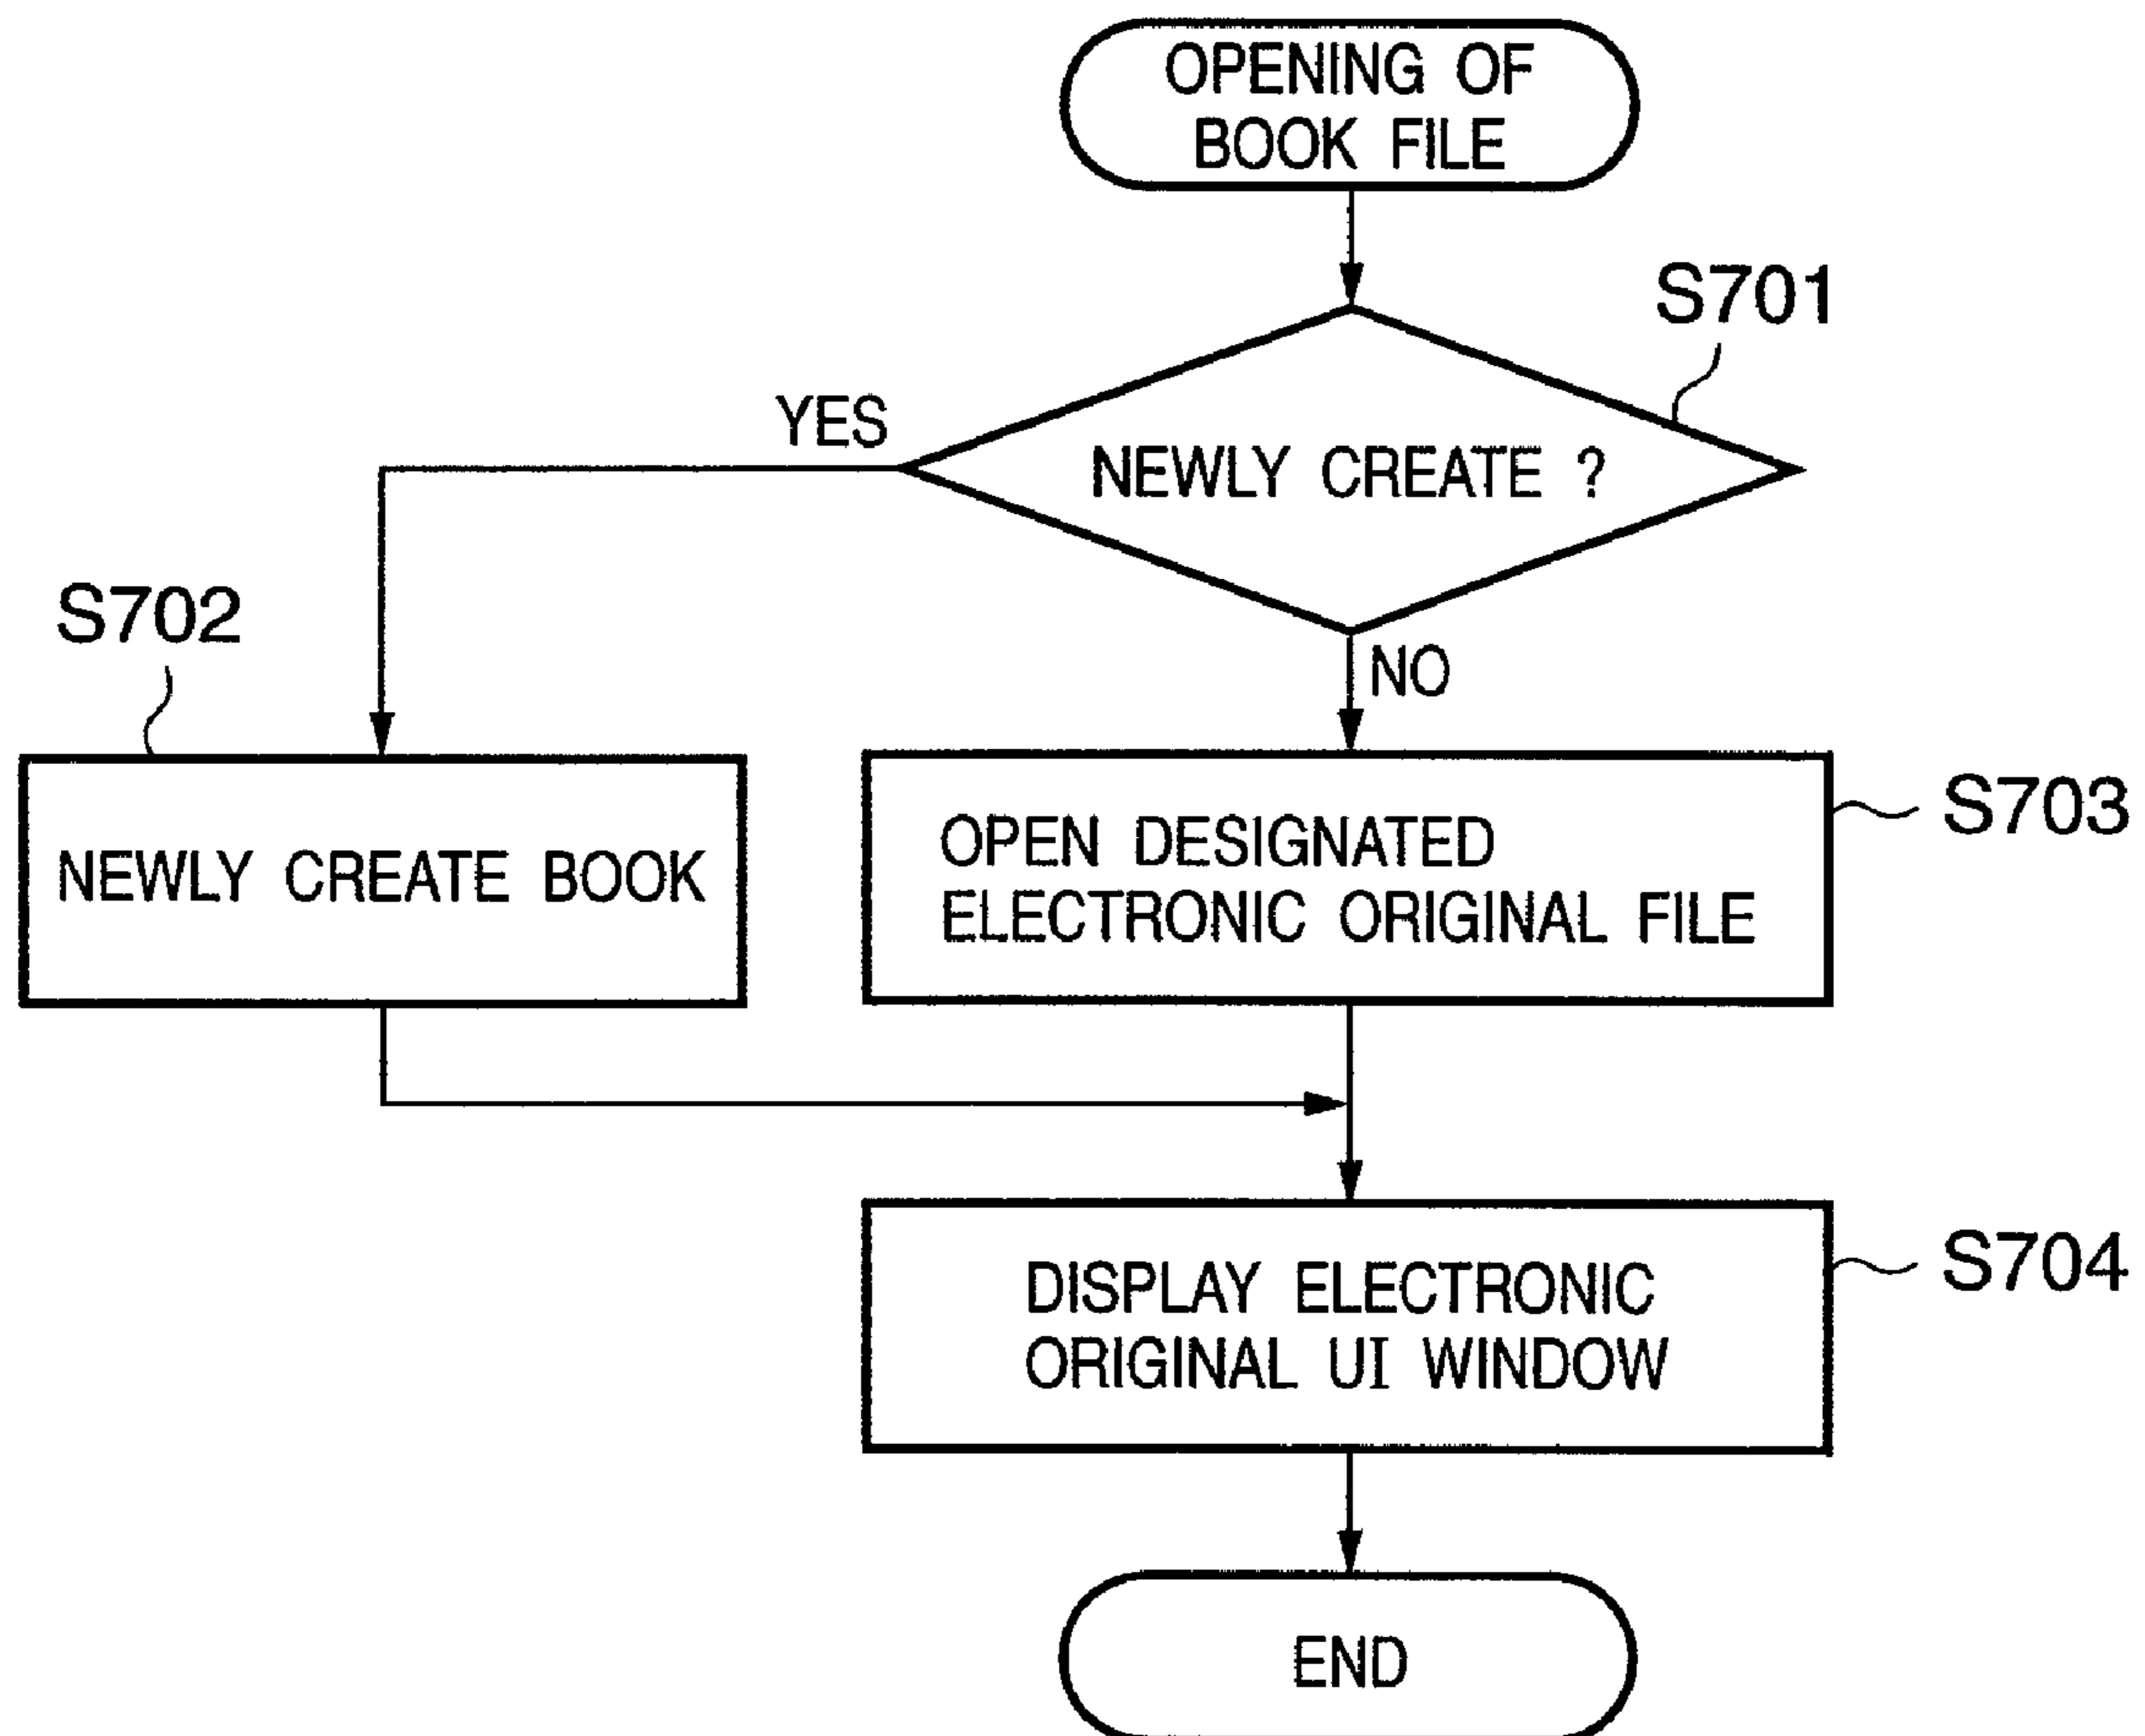 OPENING OF
BOOK FILE
S701
YES
NEWLY CREATE ?
S702
NO
NEWLY CREATE BOOK
OPEN DESIGNATED
ELECTRONIC ORIGINAL FILE
S703
DISPLAY ELECTRONIC
ORIGINAL UI WINDOW
S704
END